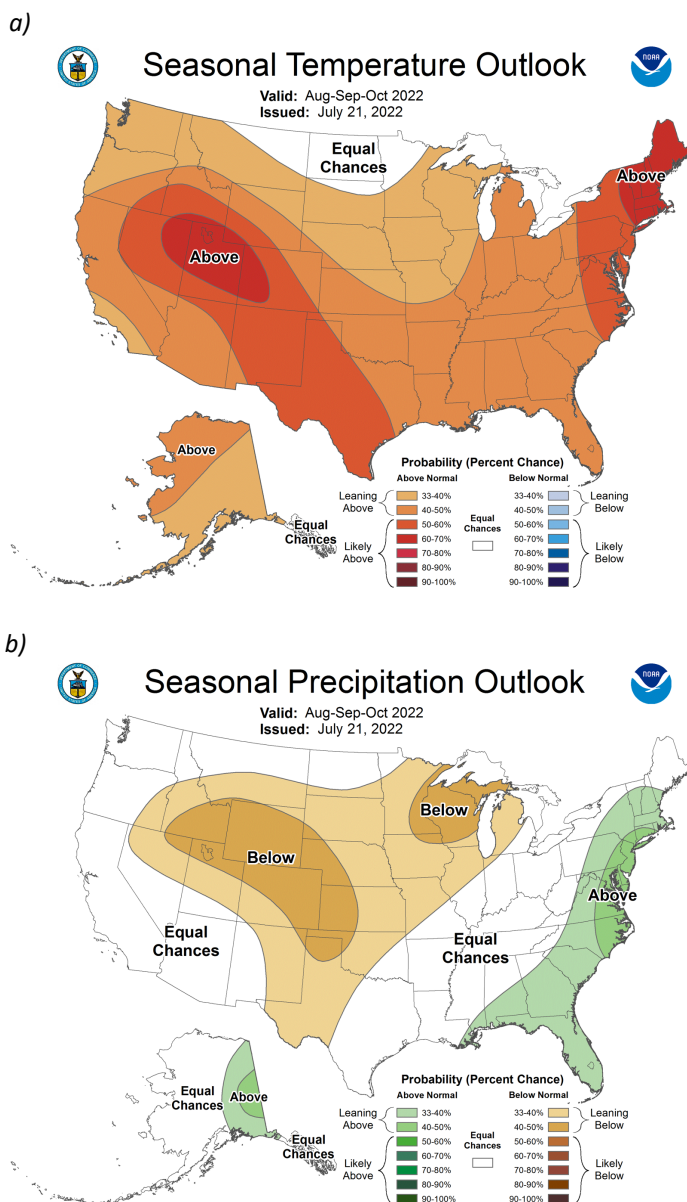 a)
NOAA
Seasonal Temperature Outlook
Valid: Aug-Sep-Oct 2022
Issued: July 21, 2022
Equal
Chances
Above
Above
Above
Equal
Chances
Probability (Percent Chance)
Above Normal
Below Normal
Leaning
Above
33-40%
40-50%
Likely
Above
50-60%
60-70%
70-80%
80-90%
90-100%
Equal
Chances
33-40%
40-50%
Leaning
Below
50-60%
60-70%
70-80%
80-90%
90-100%
Likely
Below
b)
NOAA
Seasonal Precipitation Outlook
Valid: Aug-Sep-Oct 2022
Issued: July 21, 2022
Below
Below
Above
Equal
Chances
Equal
Chances
Equal
Chances
Above
Equal
Chances
Probability (Percent Chance)
Above Normal
Below Normal
Leaning
Above
33-40%
40-50%
Likely
Above
50-60%
60-70%
70-80%
80-90%
90-100%
Equal
Chances
33-40%
40-50%
Leaning
Below
50-60%
60-70%
70-80%
80-90%
90-100%
Likely
Below